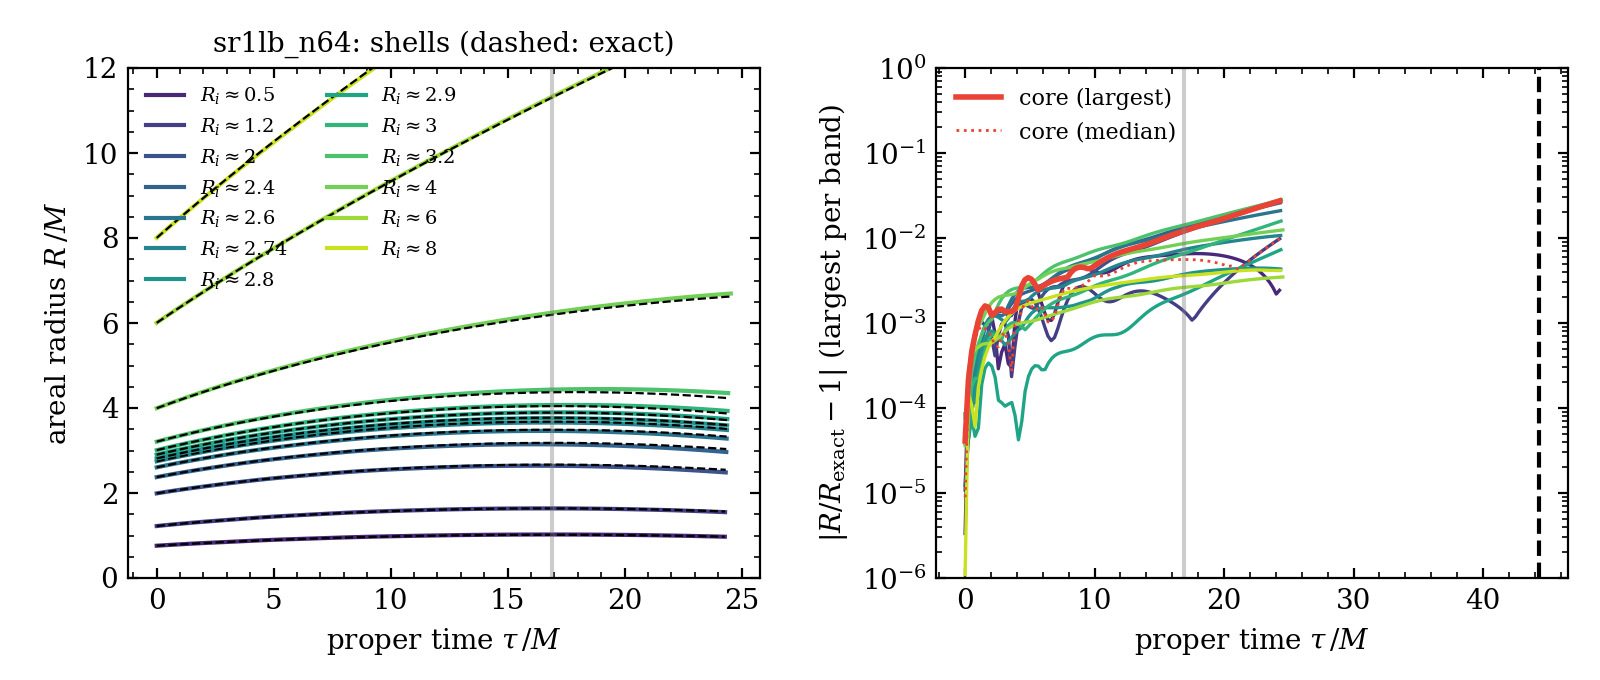 sr1lb_n64: shells (dashed: exact)
areal radius R /M
12
10
8
6
4
2
0
R_i ≈ 0.5
R_i ≈ 1.2
R_i ≈ 2
R_i ≈ 2.4
R_i ≈ 2.6
R_i ≈ 2.74
R_i ≈ 2.8
R_i ≈ 2.9
R_i ≈ 3
R_i ≈ 3.2
R_i ≈ 4
R_i ≈ 6
R_i ≈ 8
0 5 10 15 20 25
proper time τ /M
|R/R_exact − 1| (largest per band)
10^0
10^−1
10^−2
10^−3
10^−4
10^−5
10^−6
core (largest)
core (median)
0 10 20 30 40
proper time τ /M